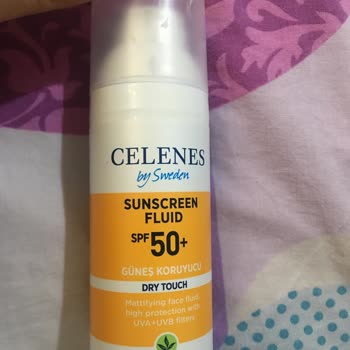 CELENES
by Sweden
SUNSCREEN
FLUID
SPF 50+
GÜNEŞ KORUYUCU
DRY TOUCH
Mattifying face fluid,
high protection with
UVA+UVB filters